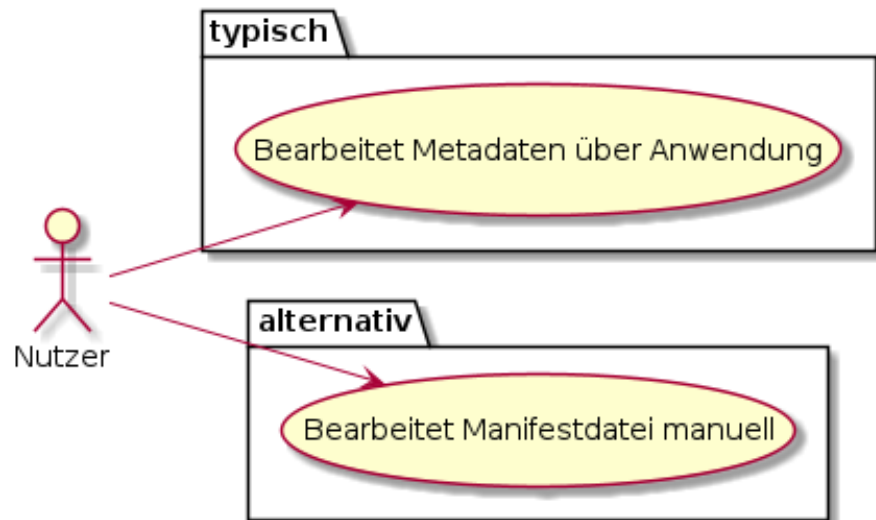 typisch
Bearbeitet Metadaten über Anwendung
Nutzer
alternativ
Bearbeitet Manifestdatei manuell